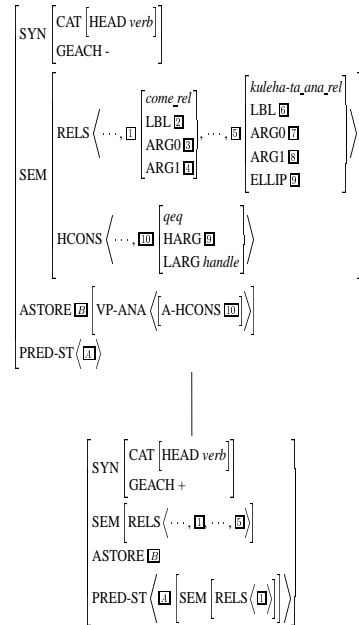 SYN [CAT [HEAD verb]
GEACH -]
SEM [RELS ⟨ ⋯, [1] [come_rel
LBL [2]
ARG0 [3]
ARG1 [4]], ⋯, [5] [kuleha-ta_ana_rel
LBL [6]
ARG0 [7]
ARG1 [8]
ELLIP [9]] ⟩
HCONS ⟨ ⋯, [10] [qeq
HARG [9]
LARG handle] ⟩]
ASTORE [B] [VP-ANA ⟨[A-HCONS [10]]⟩]
PRED-ST ⟨[A]⟩
SYN [CAT [HEAD verb]
GEACH +]
SEM [RELS ⟨ ⋯, [1], ⋯, [5] ⟩]
ASTORE [B]
PRED-ST ⟨ [A] [SEM [RELS ⟨[1]⟩]] ⟩